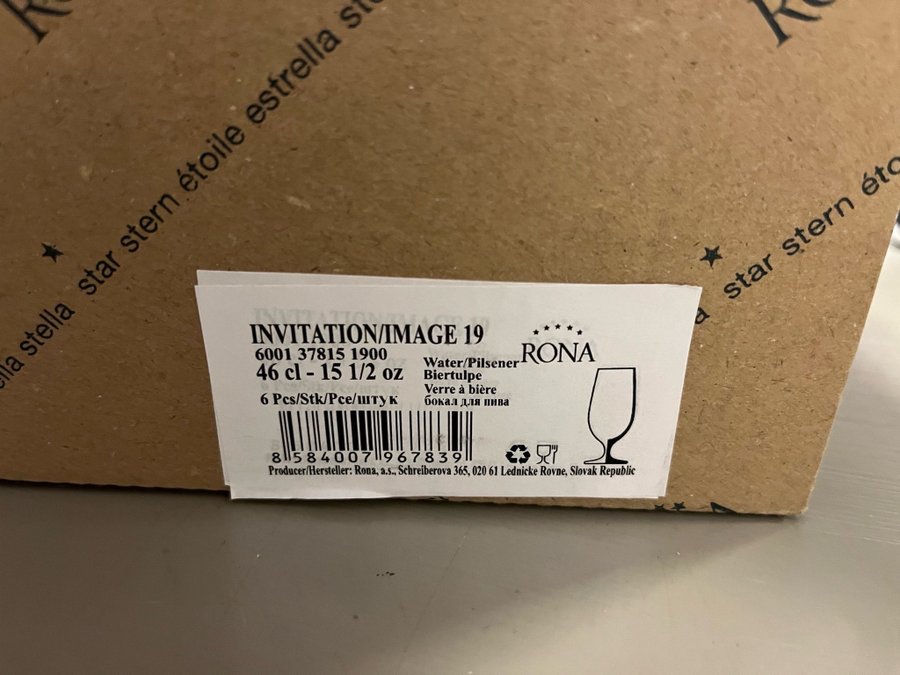 star stern étoile estrella
stella
star stern
INVITATION/IMAGE 19
6001 37815 1900
46 cl - 15 1/2 oz
6 Pcs/Stk/Pce/штук
Water/Pilsener
Biertulpe
Verre à bière
бокал для пива
RONA
8 584007 967839
Producer/Hersteller: Rona, a.s., Schreiberova 365, 020 61 Lednicke Rovne, Slovak Republic